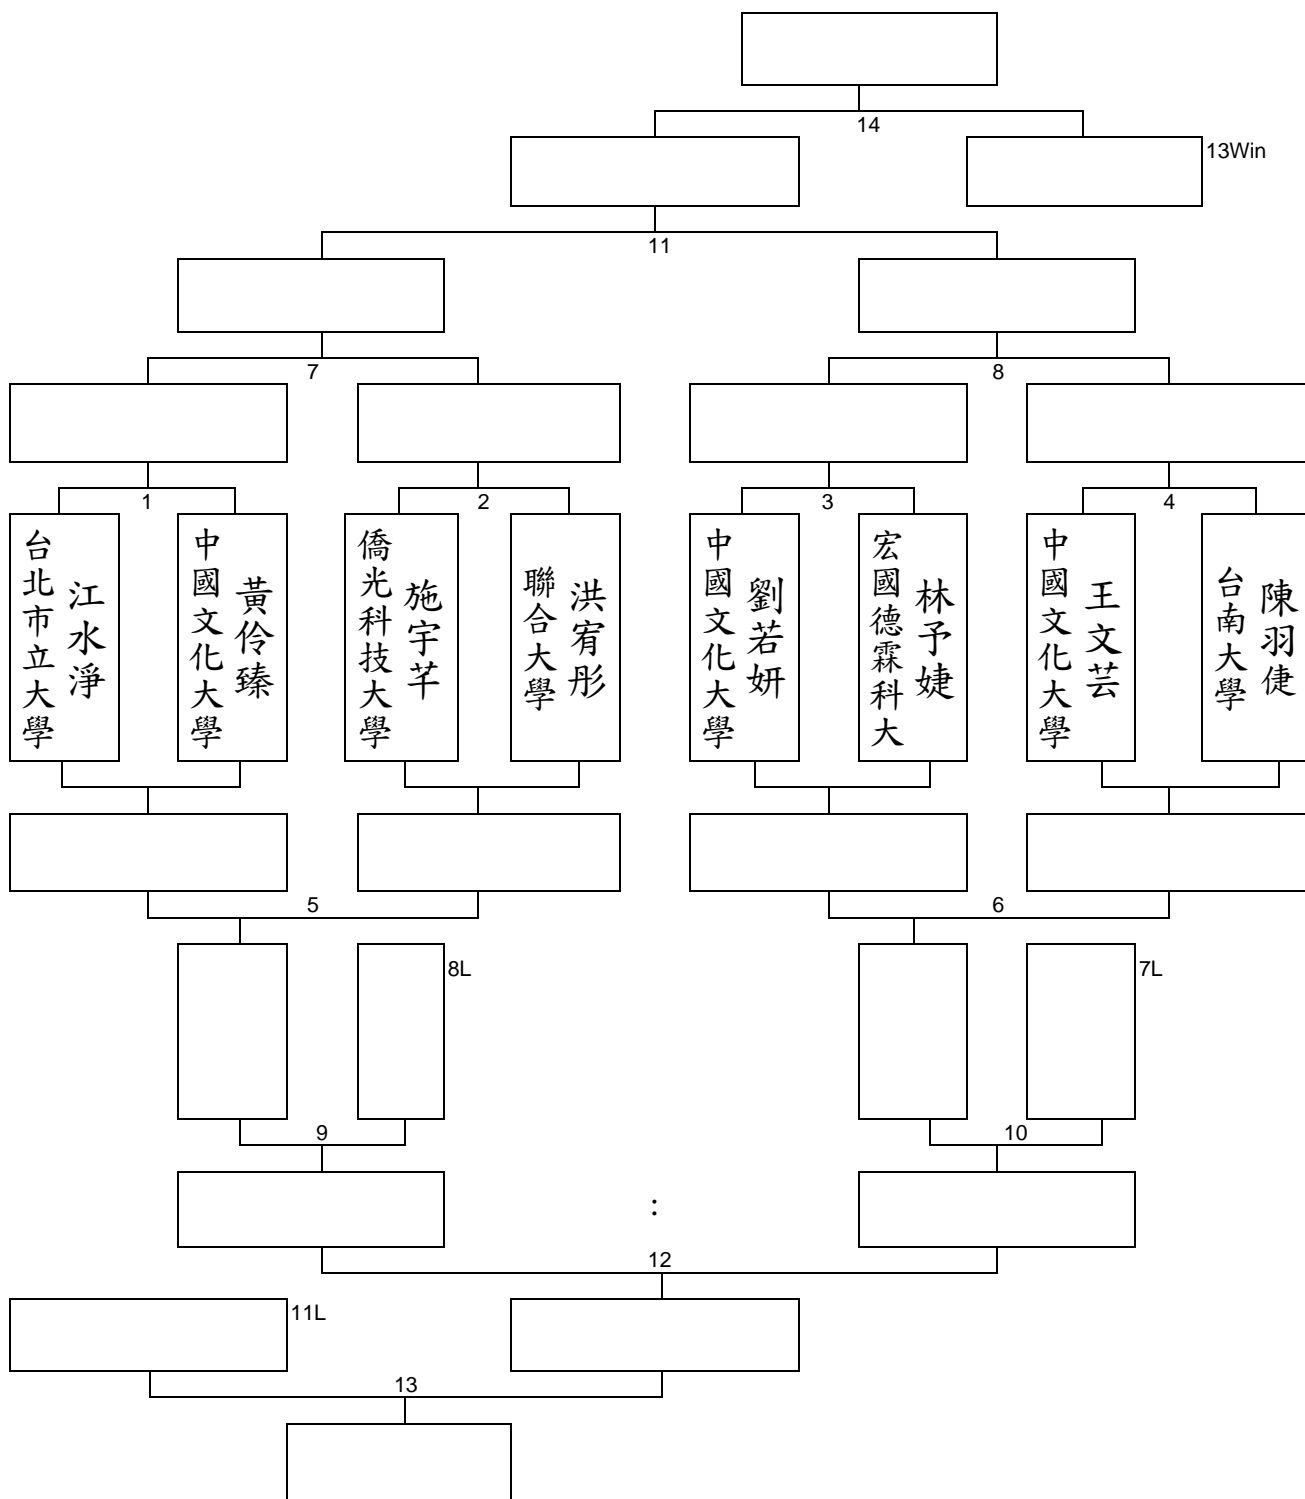 14
13Win
11
7
8
1
2
3
4
台北市立大學
江水淨
中國文化大學
黃伶臻
僑光科技大學
施宇芊
聯合大學
洪宥彤
中國文化大學
劉若妍
宏國德霖科大
林予婕
中國文化大學
王文芸
台南大學
陳羽倢
5
6
8L
7L
9
10
:
12
11L
13